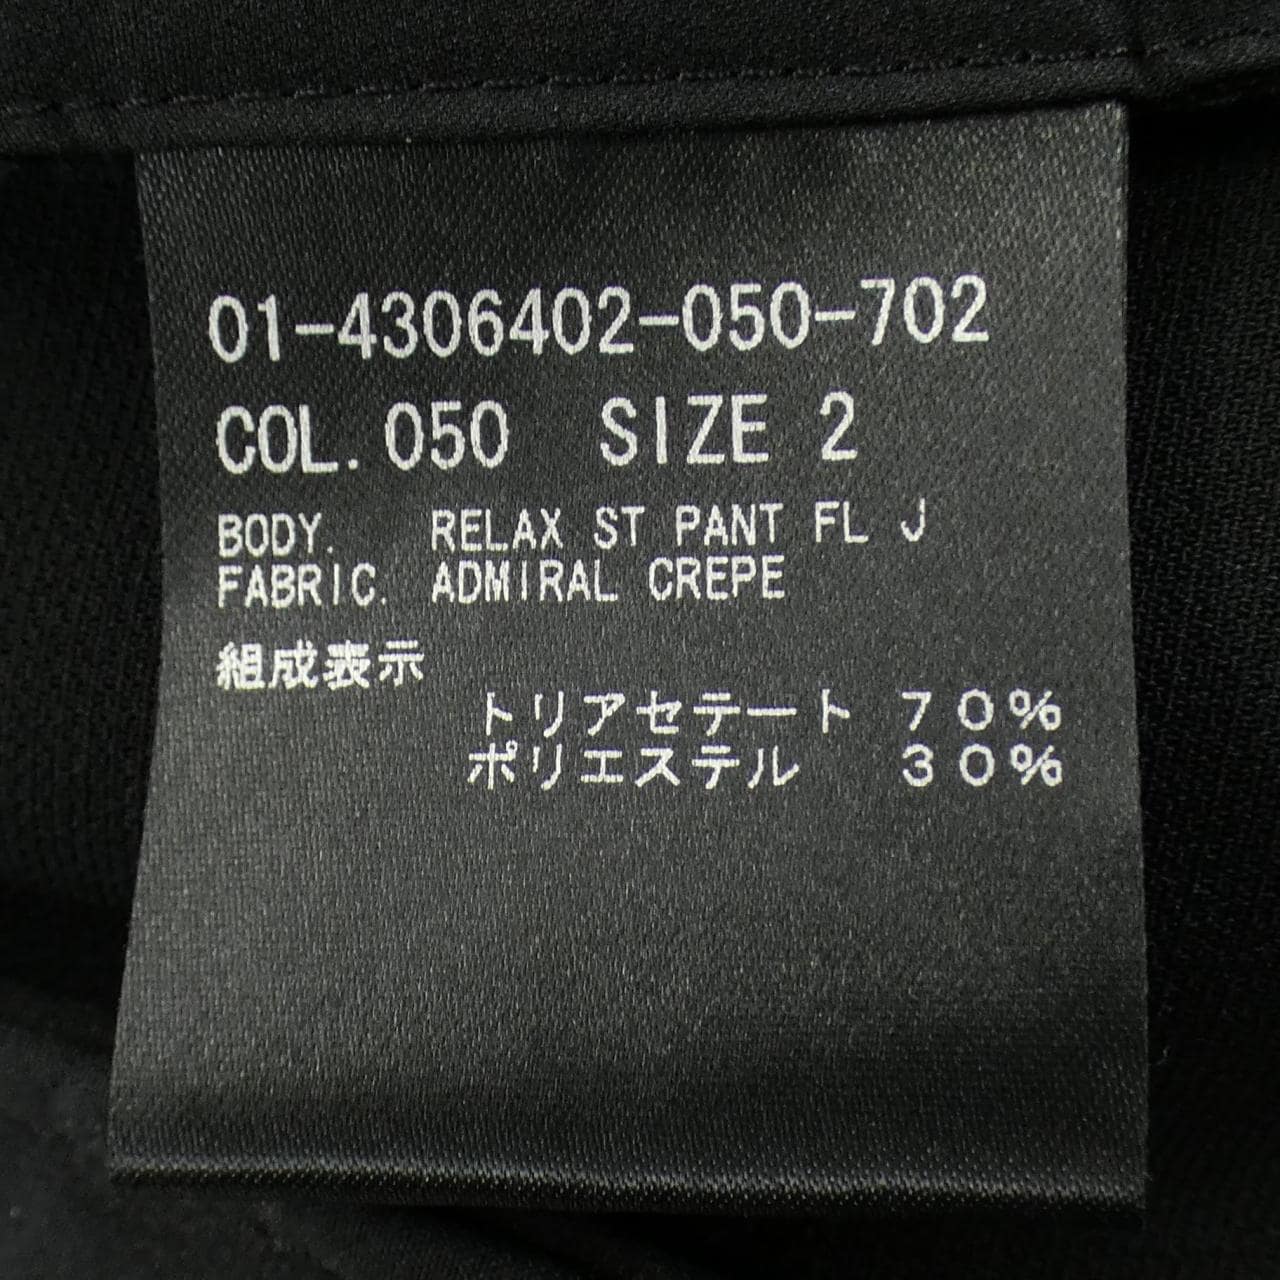 01-4306402-050-702
COL. 050 SIZE 2
BODY. RELAX ST PANT FL J
FABRIC. ADMIRAL CREPE
組成表示
トリアセテート ７０％
ポリエステル ３０％